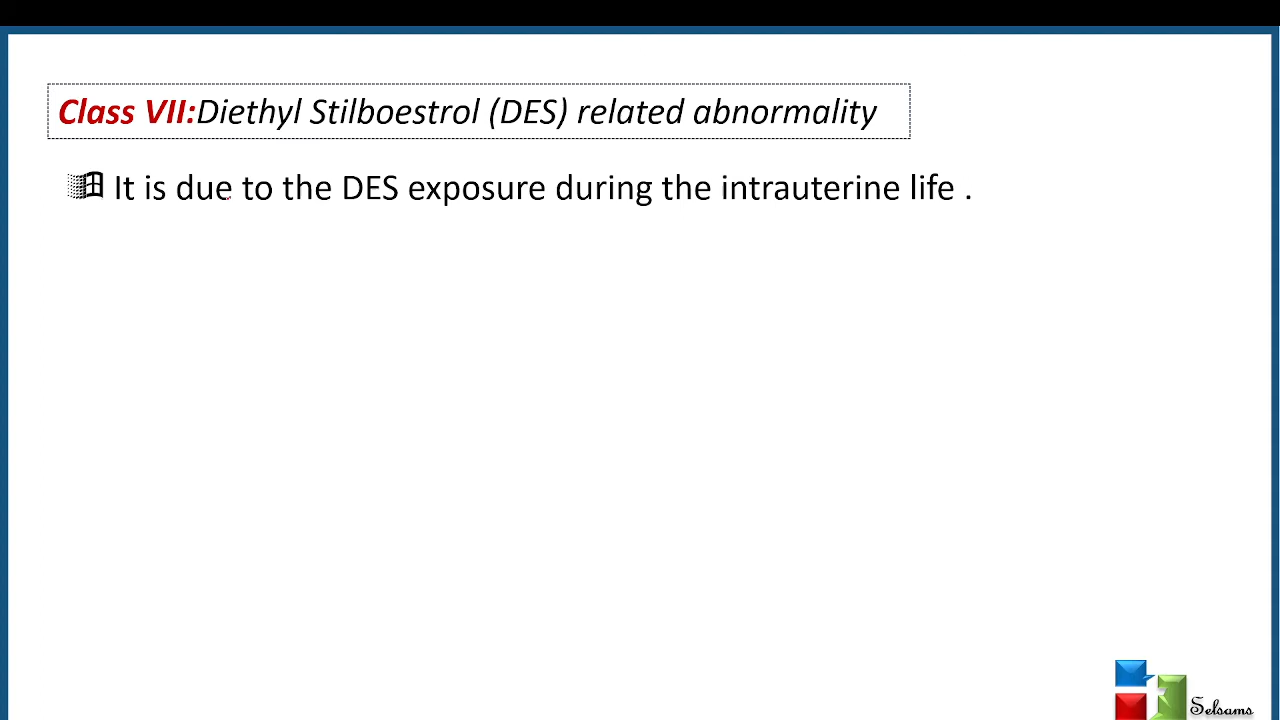 Class VII:Diethyl Stilboestrol (DES) related abnormality
It is due to the DES exposure during the intrauterine life .
Selsams